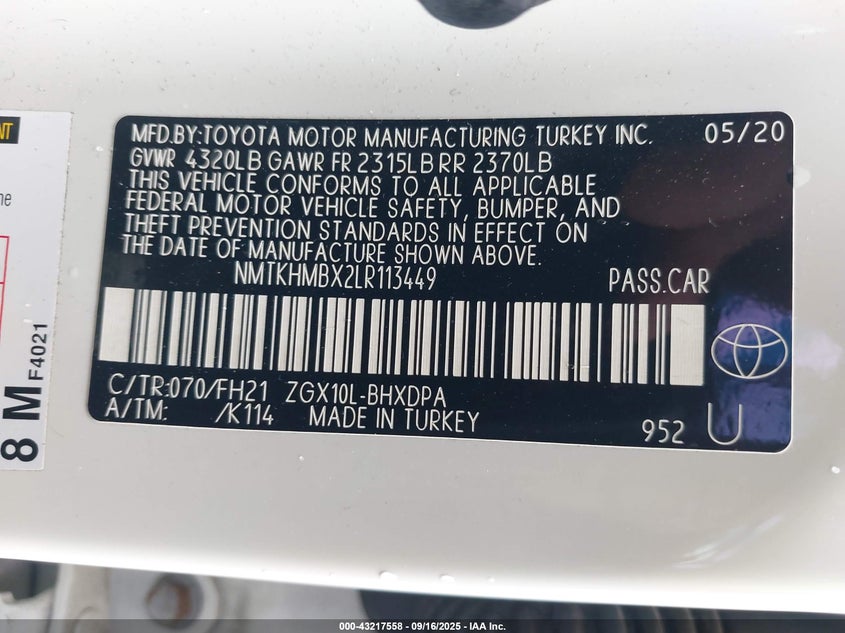 MFD.BY:TOYOTA MOTOR MANUFACTURING TURKEY INC. 05/20
GVWR 4320LB GAWR FR 2315LB RR 2370LB
THIS VEHICLE CONFORMS TO ALL APPLICABLE
FEDERAL MOTOR VEHICLE SAFETY, BUMPER, AND
THEFT PREVENTION STANDARDS IN EFFECT ON
THE DATE OF MANUFACTURE SHOWN ABOVE.
NMTKHMBX2LR113449 PASS.CAR
C/TR:070/FH21 ZGX10L-BHXDPA
A/TM: /K114 MADE IN TURKEY
952 U
8 M F4021
000-43217558 - 09/16/2025 - IAA Inc.